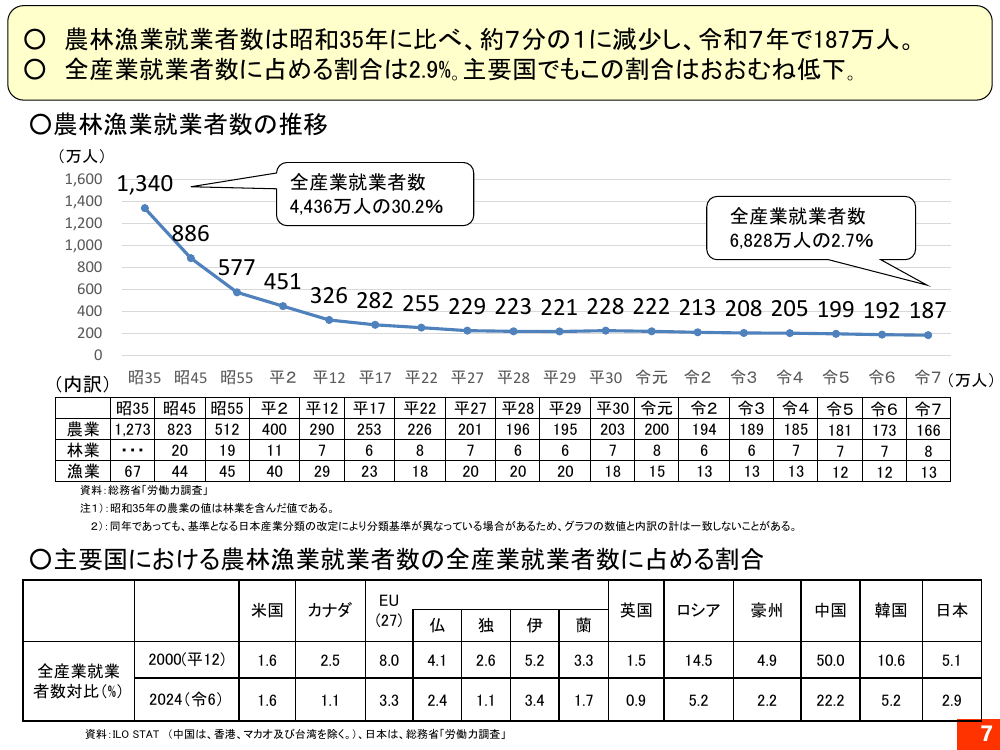 ○ 農林漁業就業者数は昭和35年に比べ、約７分の１に減少し、令和７年で187万人。
○ 全産業就業者数に占める割合は2.9%。主要国でもこの割合はおおむね低下。
○農林漁業就業者数の推移
（万人）
1,600
1,400
1,200
1,000
800
600
400
200
0
1,340 886 577 451 326 282 255 229 223 221 228 222 213 208 205 199 192 187
全産業就業者数
4,436万人の30.2％
全産業就業者数
6,828万人の2.7％
昭35 昭45 昭55 平２ 平12 平17 平22 平27 平28 平29 平30 令元 令２ 令３ 令４ 令５ 令６ 令７ （万人）
（内訳）
昭35 昭45 昭55 平２ 平12 平17 平22 平27 平28 平29 平30 令元 令２ 令３ 令４ 令５ 令６ 令７
農業 1,273 823 512 400 290 253 226 201 196 195 203 200 194 189 185 181 173 166
林業 ･･･ 20 19 11 7 6 8 7 6 6 7 8 6 6 7 7 7 8
漁業 67 44 45 40 29 23 18 20 20 20 18 15 13 13 13 12 12 13
資料：総務省「労働力調査」
注１）：昭和35年の農業の値は林業を含んだ値である。
２）：同年であっても、基準となる日本産業分類の改定により分類基準が異なっている場合があるため、グラフの数値と内訳の計は一致しないことがある。
○主要国における農林漁業就業者数の全産業就業者数に占める割合
米国 カナダ EU（27） 仏 独 伊 蘭 英国 ロシア 豪州 中国 韓国 日本
全産業就業者数対比（%）
2000（平12） 1.6 2.5 8.0 4.1 2.6 5.2 3.3 1.5 14.5 4.9 50.0 10.6 5.1
2024（令６） 1.6 1.1 3.3 2.4 1.1 3.4 1.7 0.9 5.2 2.2 22.2 5.2 2.9
資料：ILO STAT （中国は、香港、マカオ及び台湾を除く。）、日本は、総務省「労働力調査」
7